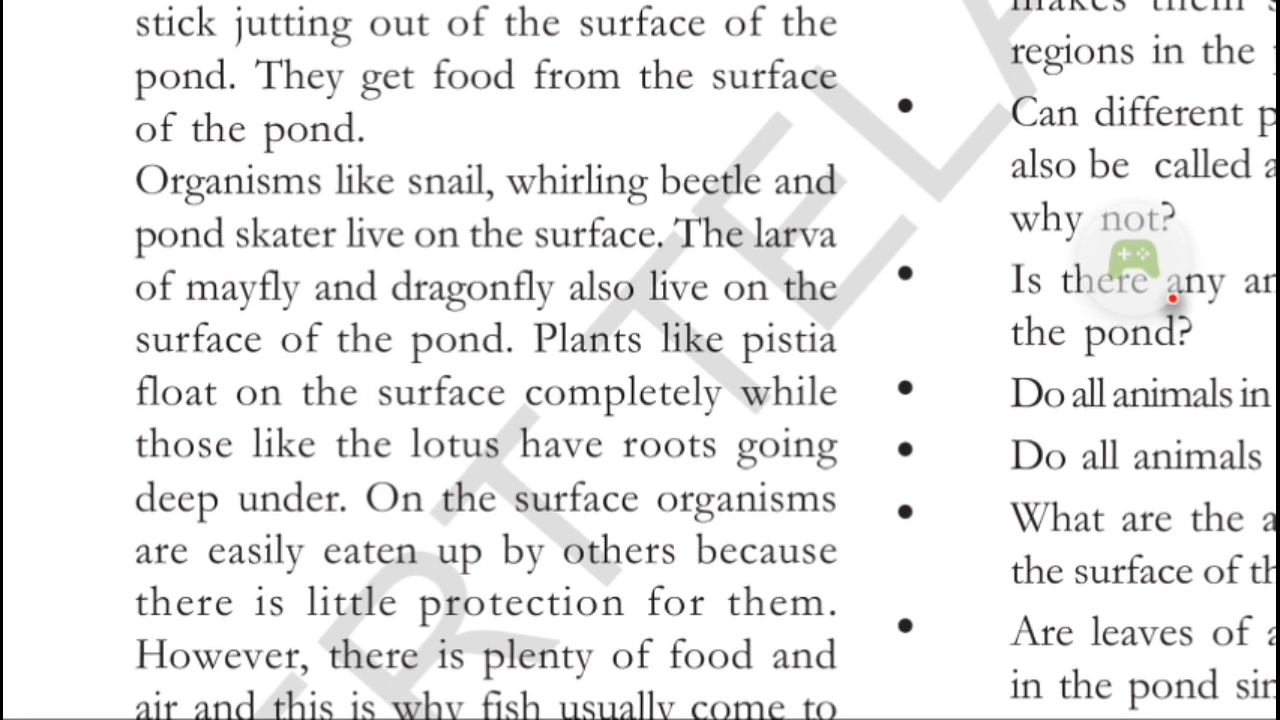 stick jutting out of the surface of the
pond. They get food from the surface
of the pond.
Organisms like snail, whirling beetle and
pond skater live on the surface. The larva
of mayfly and dragonfly also live on the
surface of the pond. Plants like pistia
float on the surface completely while
those like the lotus have roots going
deep under. On the surface organisms
are easily eaten up by others because
there is little protection for them.
However, there is plenty of food and
air and this is why fish usually come to
makes them
regions in the
• Can different
also be called
why not?
• Is there any
the pond?
• Do all animals in
• Do all animals
• What are the
the surface of
• Are leaves of
in the pond